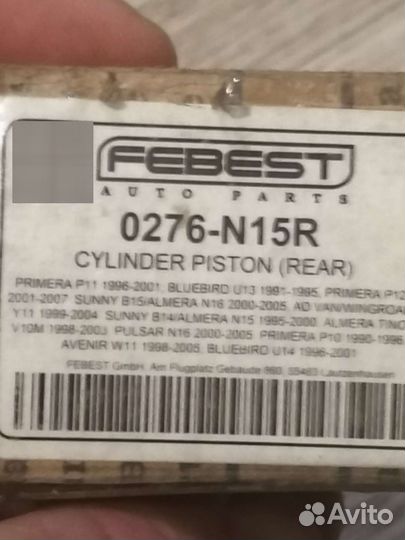 FEBEST
AUTO PARTS
0276-N15R
CYLINDER PISTON (REAR)
PRIMERA P11 1996-2001, BLUEBIRD U13 1991-1995, PRIMERA P12
2001-2007 SUNNY B15/ALMERA N16 2000-2005, AD VAN/WINGROAD
Y11 1999-2004 SUNNY B14/ALMERA N15 1995-2000, ALMERA TINO
V10M 1998-2003 PULSAR N16 2000-2005 PRIMERA P10 1990-1996
AVENIR W11 1998-2005, BLUEBIRD U14 1996-2001
FEBEST GmbH, Am Flugplatz Gebaude 860, 55483 Lautzenhausen
Avito